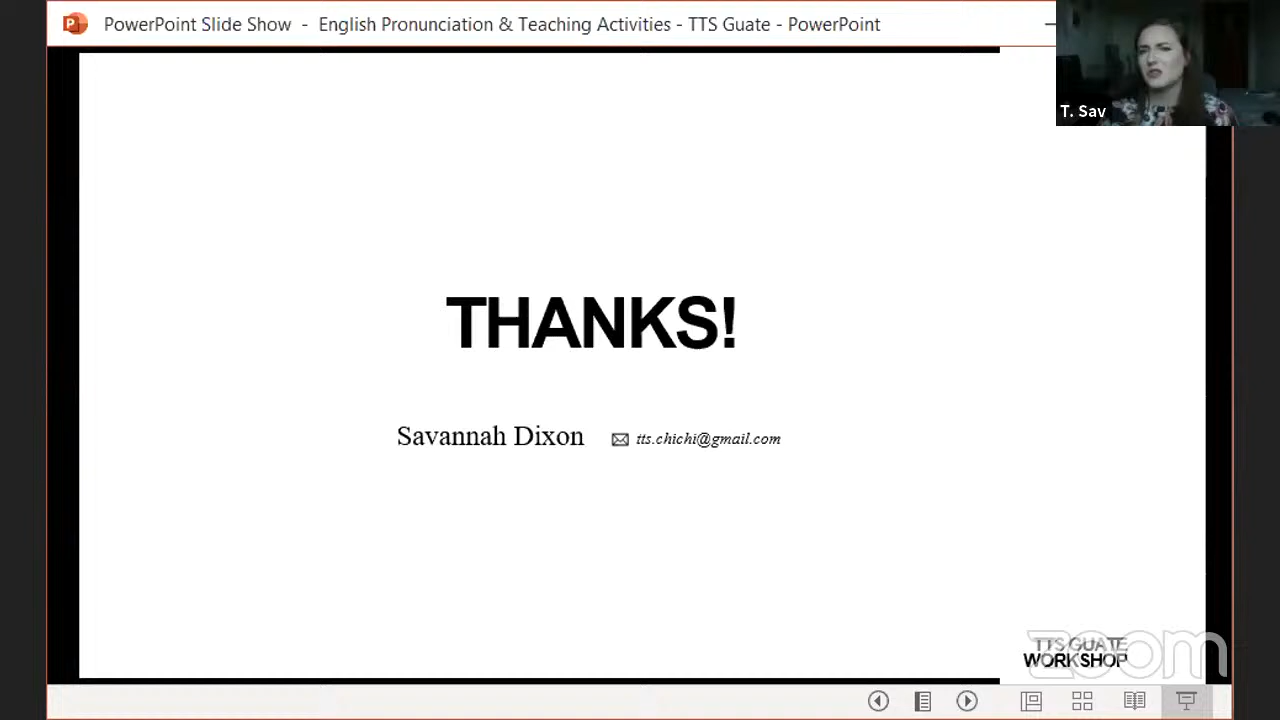 PowerPoint Slide Show - English Pronunciation & Teaching Activities - TTS Guate - PowerPoint
T. Sav
THANKS!
Savannah Dixon tts.chichi@gmail.com
TTS GUATE
WORKSHOP
zoom